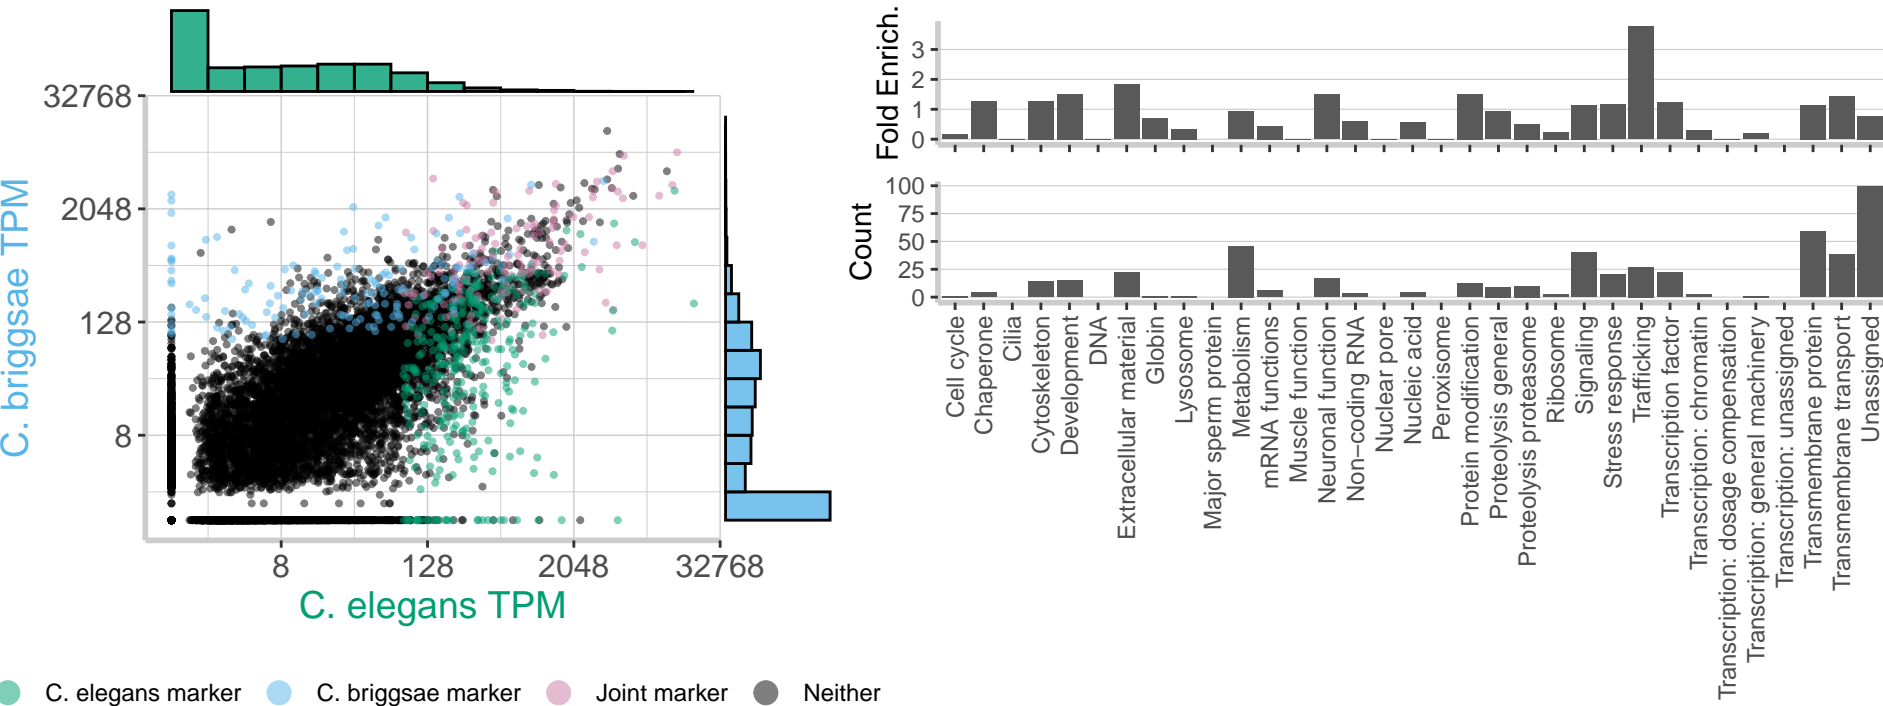 32768
2048
128
8
C. briggsae TPM
8
128
2048
32768
C. elegans TPM
C. elegans marker
C. briggsae marker
Joint marker
Neither
Fold Enrich.
3
2
1
0
Count
100
75
50
25
0
Cell cycle
Chaperone
Cilia
Cytoskeleton
Development
DNA
Extracellular material
Globin
Lysosome
Major sperm protein
Metabolism
mRNA functions
Muscle function
Neuronal function
Non−coding RNA
Nuclear pore
Nucleic acid
Peroxisome
Protein modification
Proteolysis general
Proteolysis proteasome
Ribosome
Signaling
Stress response
Trafficking
Transcription factor
Transcription: chromatin
Transcription: dosage compensation
Transcription: general machinery
Transcription: unassigned
Transmembrane protein
Transmembrane transport
Unassigned